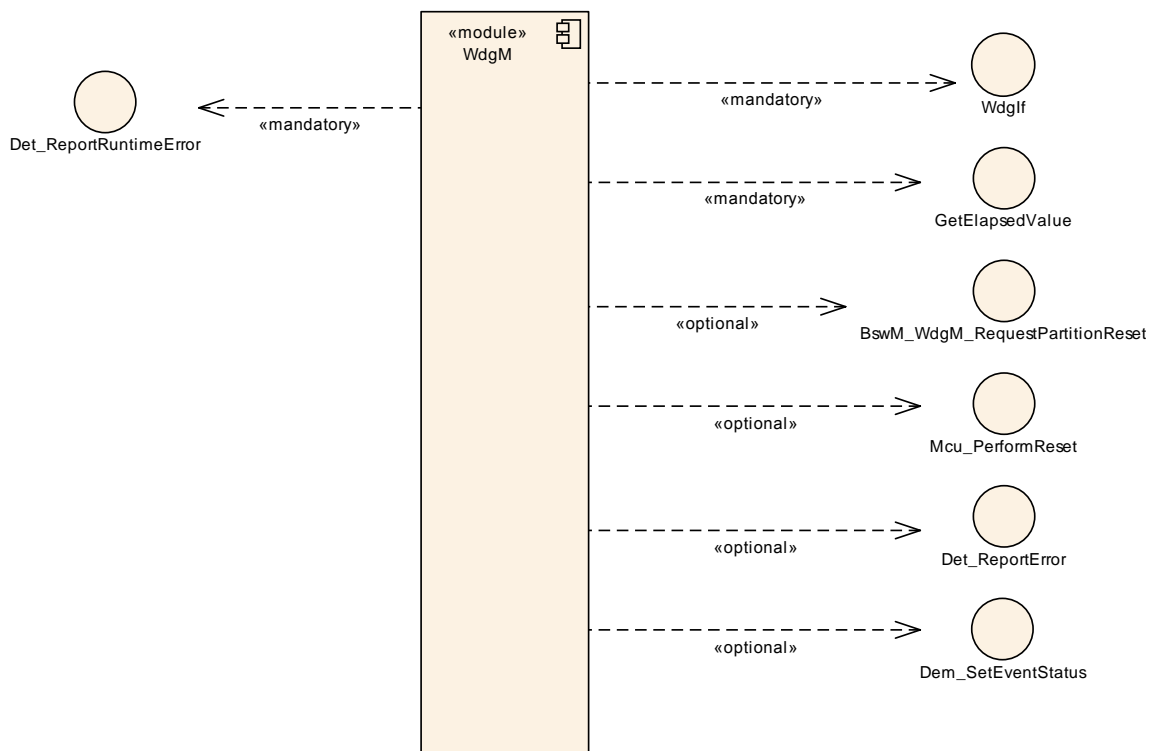 «module»
WdgM
Det_ReportRuntimeError
«mandatory»
«mandatory»
WdgIf
«mandatory»
GetElapsedValue
«optional»
BswM_WdgM_RequestPartitionReset
«optional»
Mcu_PerformReset
«optional»
Det_ReportError
«optional»
Dem_SetEventStatus